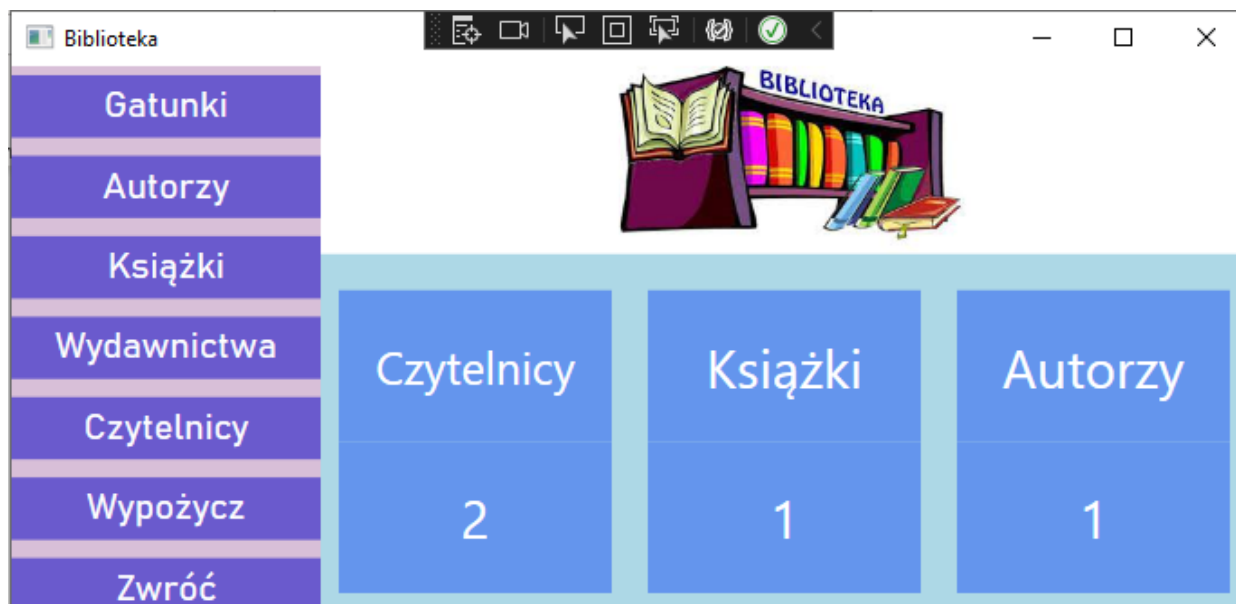 Biblioteka
BIBLIOTEKA
Gatunki
Autorzy
Książki
Wydawnictwa
Czytelnicy
Wypożycz
Zwróć
Czytelnicy
2
Książki
1
Autorzy
1